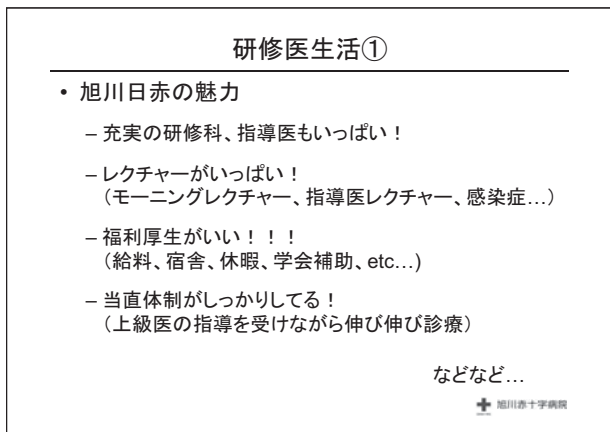 研修医生活①
• 旭川日赤の魅力
– 充実の研修科、指導医もいっぱい！
– レクチャーがいっぱい！
（モーニングレクチャー、指導医レクチャー、感染症…）
– 福利厚生がいい！！！
（給料、宿舎、休暇、学会補助、etc…)
– 当直体制がしっかりしてる！
（上級医の指導を受けながら伸び伸び診療）
などなど…
旭川赤十字病院